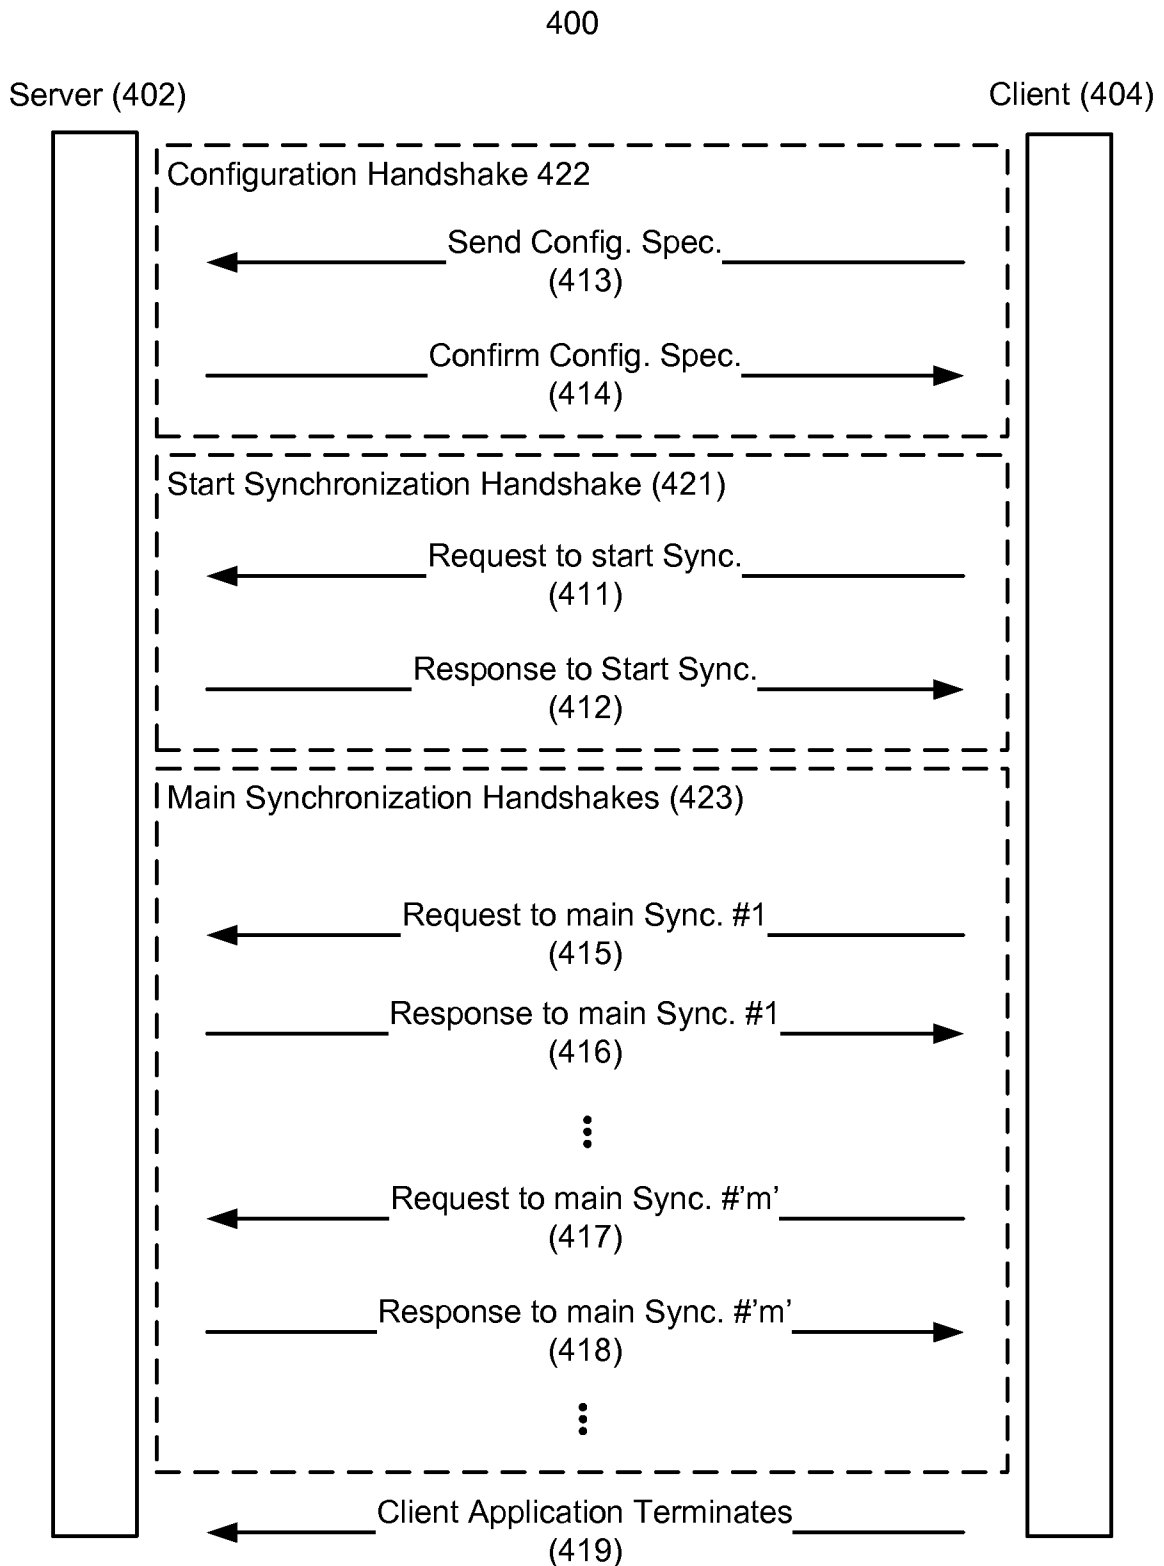 400
Server (402)
Client (404)
Configuration Handshake 422
Send Config. Spec.
(413)
Confirm Config. Spec.
(414)
Start Synchronization Handshake (421)
Request to start Sync.
(411)
Response to Start Sync.
(412)
Main Synchronization Handshakes (423)
Request to main Sync. #1
(415)
Response to main Sync. #1
(416)
Request to main Sync. #’m’
(417)
Response to main Sync. #’m’
(418)
Client Application Terminates
(419)